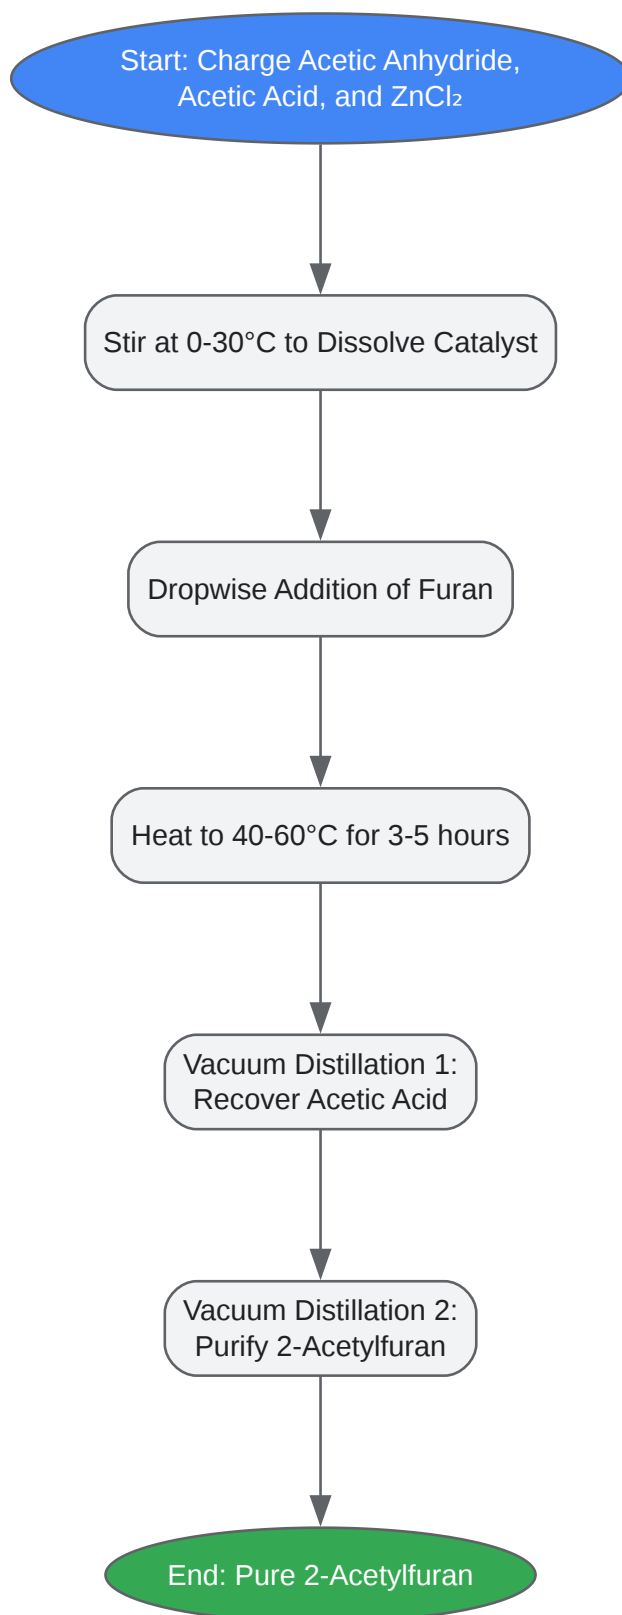 Start: Charge Acetic Anhydride,
Acetic Acid, and ZnCl₂
Stir at 0-30°C to Dissolve Catalyst
Dropwise Addition of Furan
Heat to 40-60°C for 3-5 hours
Vacuum Distillation 1:
Recover Acetic Acid
Vacuum Distillation 2:
Purify 2-Acetylfuran
End: Pure 2-Acetylfuran